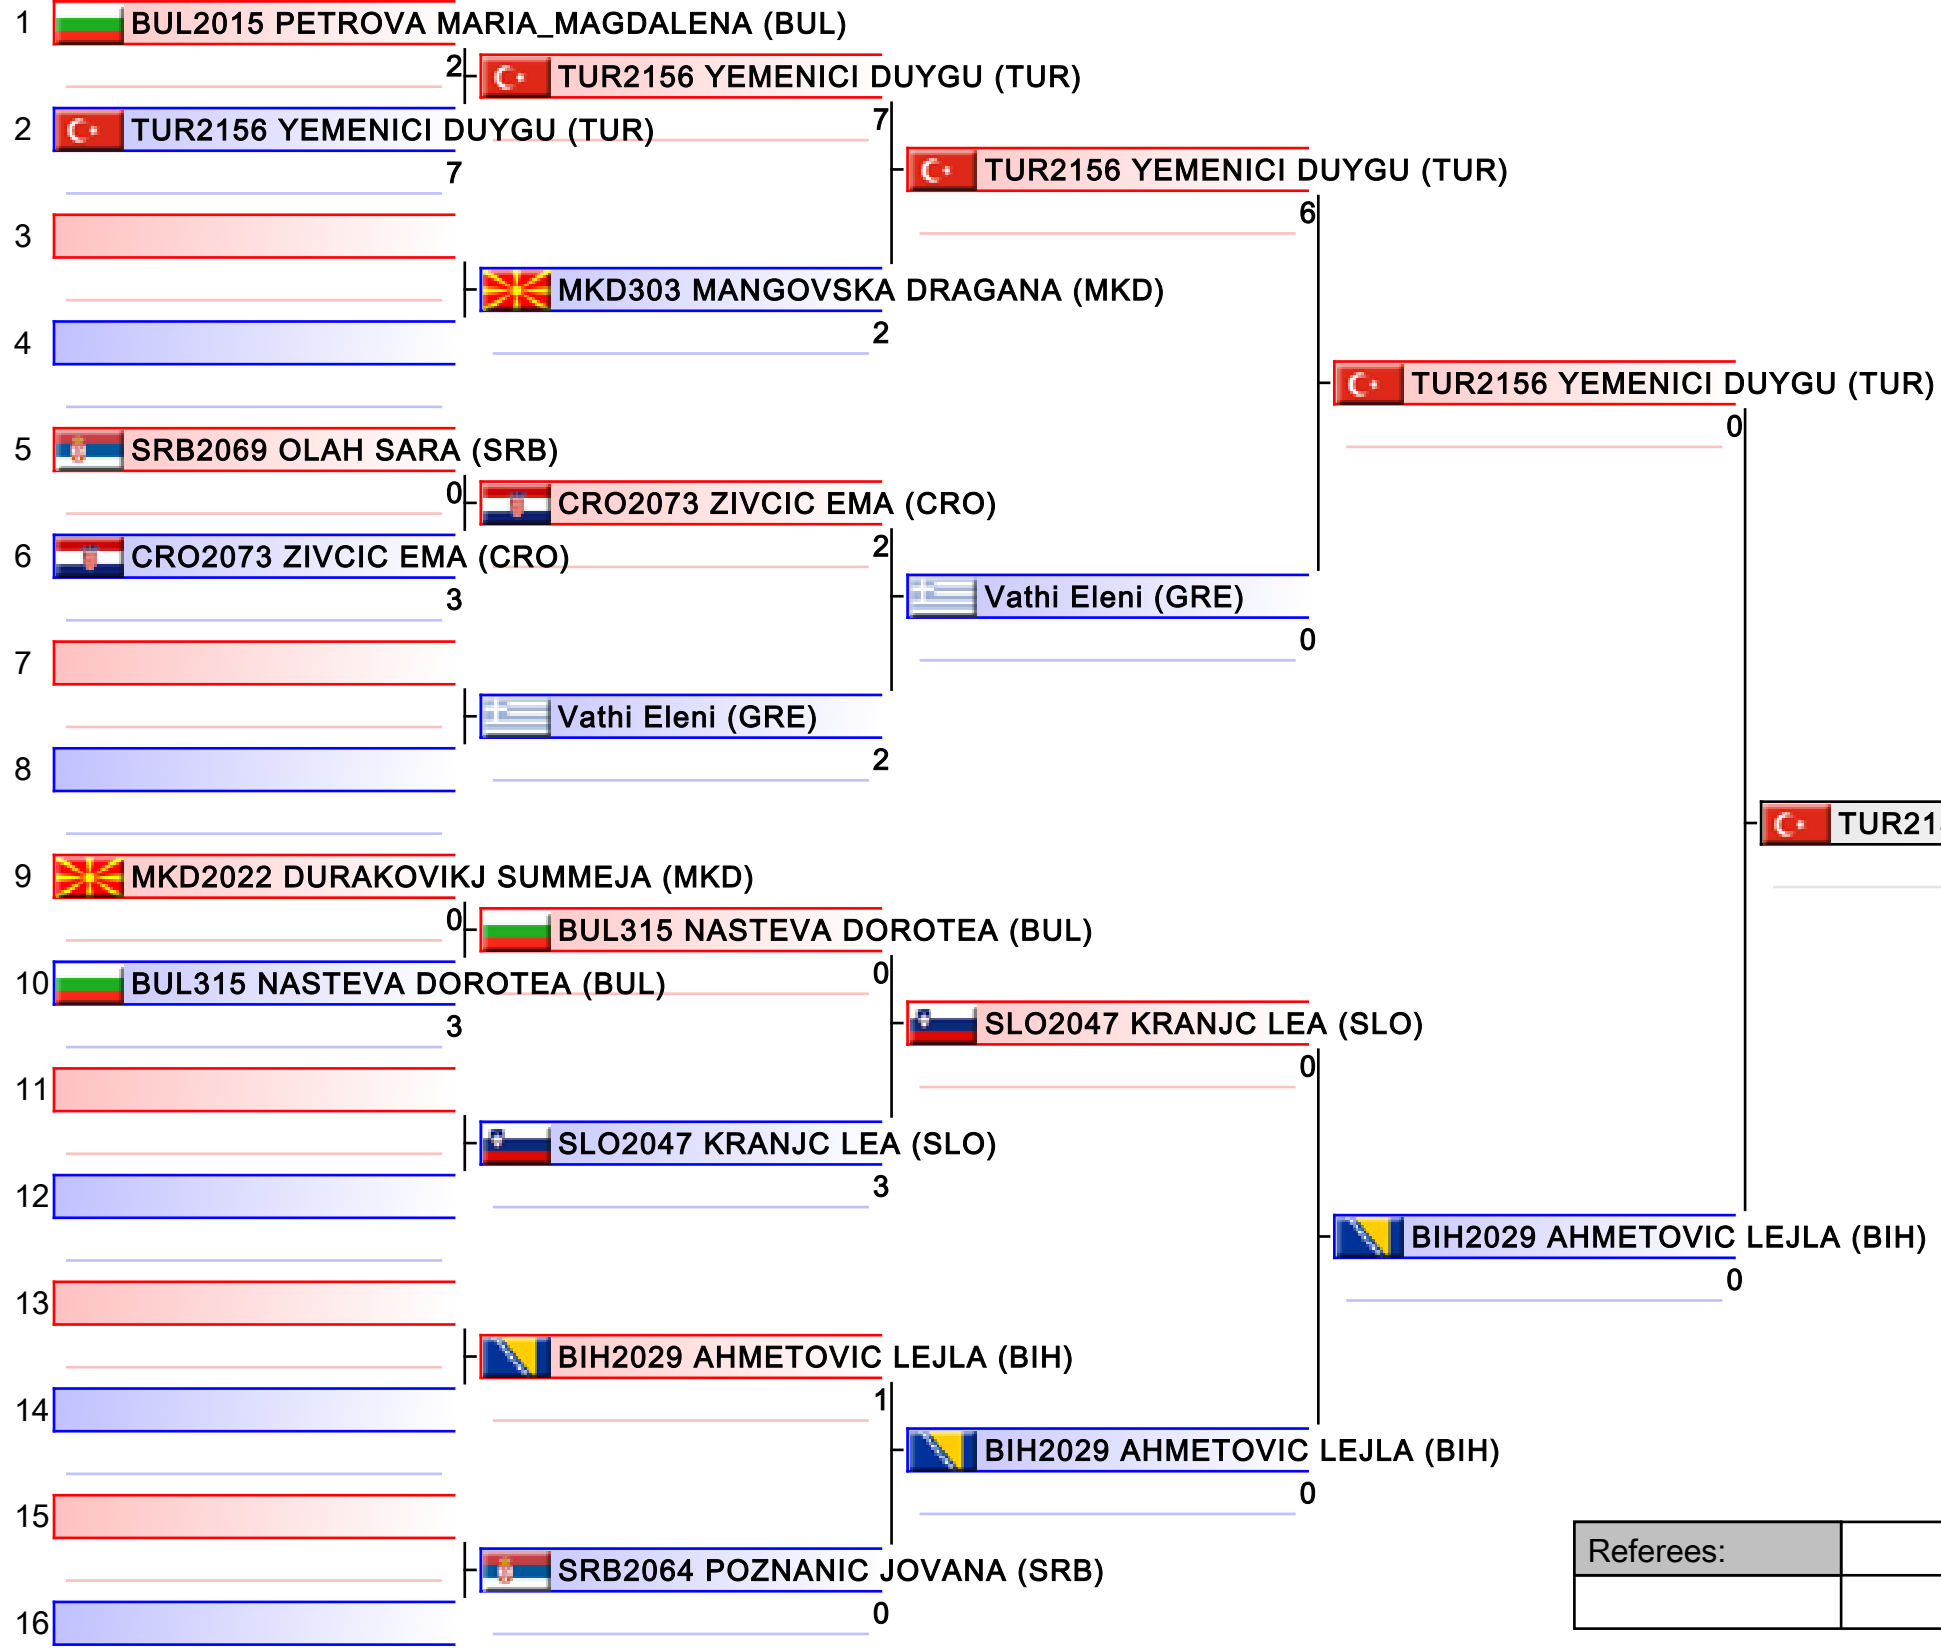 1 BUL2015 PETROVA MARIA_MAGDALENA (BUL)
2 TUR2156 YEMENICI DUYGU (TUR)
7 TUR2156 YEMENICI DUYGU (TUR)
2 TUR2156 YEMENICI DUYGU (TUR)
7 TUR2156 YEMENICI DUYGU (TUR)
6
3
MKD303 MANGOVSKA DRAGANA (MKD)
4 2
TUR2156 YEMENICI DUYGU (TUR)
0
5 SRB2069 OLAH SARA (SRB)
0 CRO2073 ZIVCIC EMA (CRO)
6 CRO2073 ZIVCIC EMA (CRO) 2
3 Vathi Eleni (GRE)
0
7
Vathi Eleni (GRE)
8 2
TUR21
9 MKD2022 DURAKOVIKJ SUMMEJA (MKD)
0 BUL315 NASTEVA DOROTEA (BUL)
10 BUL315 NASTEVA DOROTEA (BUL) 0
3 SLO2047 KRANJC LEA (SLO)
0
11
SLO2047 KRANJC LEA (SLO)
12 3
BIH2029 AHMETOVIC LEJLA (BIH)
0
13
BIH2029 AHMETOVIC LEJLA (BIH)
14 1
BIH2029 AHMETOVIC LEJLA (BIH)
0
15
SRB2064 POZNANIC JOVANA (SRB)
16 0
Referees: